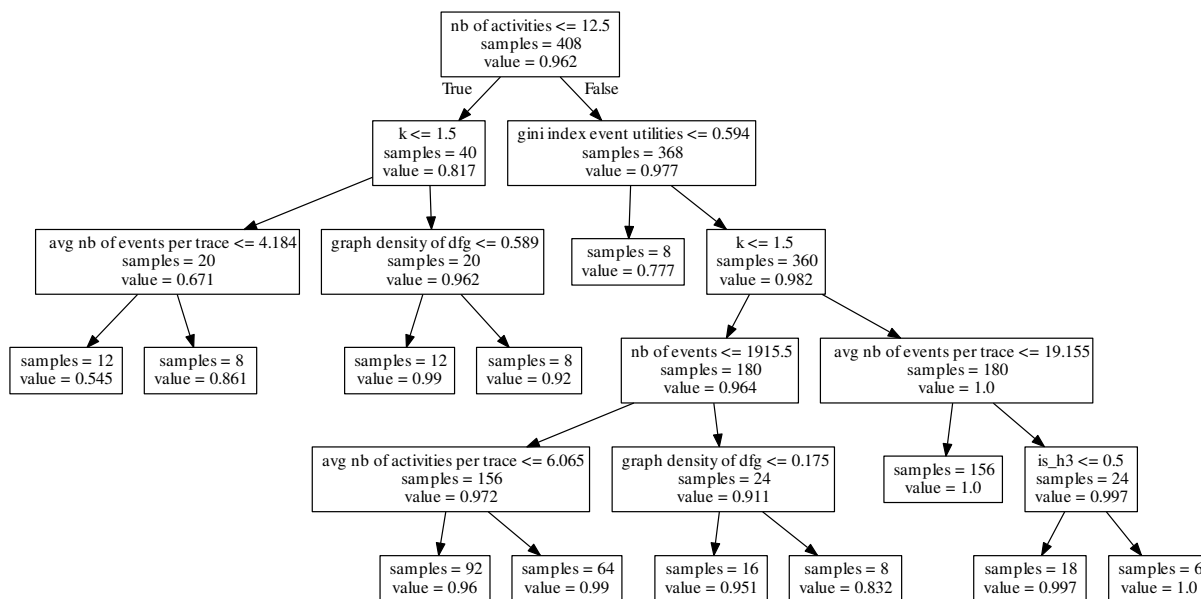 nb of activities <= 12.5
samples = 408
value = 0.962
True
False
k <= 1.5
samples = 40
value = 0.817
gini index event utilities <= 0.594
samples = 368
value = 0.977
avg nb of events per trace <= 4.184
samples = 20
value = 0.671
graph density of dfg <= 0.589
samples = 20
value = 0.962
samples = 8
value = 0.777
k <= 1.5
samples = 360
value = 0.982
samples = 12
value = 0.545
samples = 8
value = 0.861
samples = 12
value = 0.99
samples = 8
value = 0.92
nb of events <= 1915.5
samples = 180
value = 0.964
avg nb of events per trace <= 19.155
samples = 180
value = 1.0
avg nb of activities per trace <= 6.065
samples = 156
value = 0.972
graph density of dfg <= 0.175
samples = 24
value = 0.911
samples = 156
value = 1.0
is_h3 <= 0.5
samples = 24
value = 0.997
samples = 92
value = 0.96
samples = 64
value = 0.99
samples = 16
value = 0.951
samples = 8
value = 0.832
samples = 18
value = 0.997
samples = 6
value = 1.0